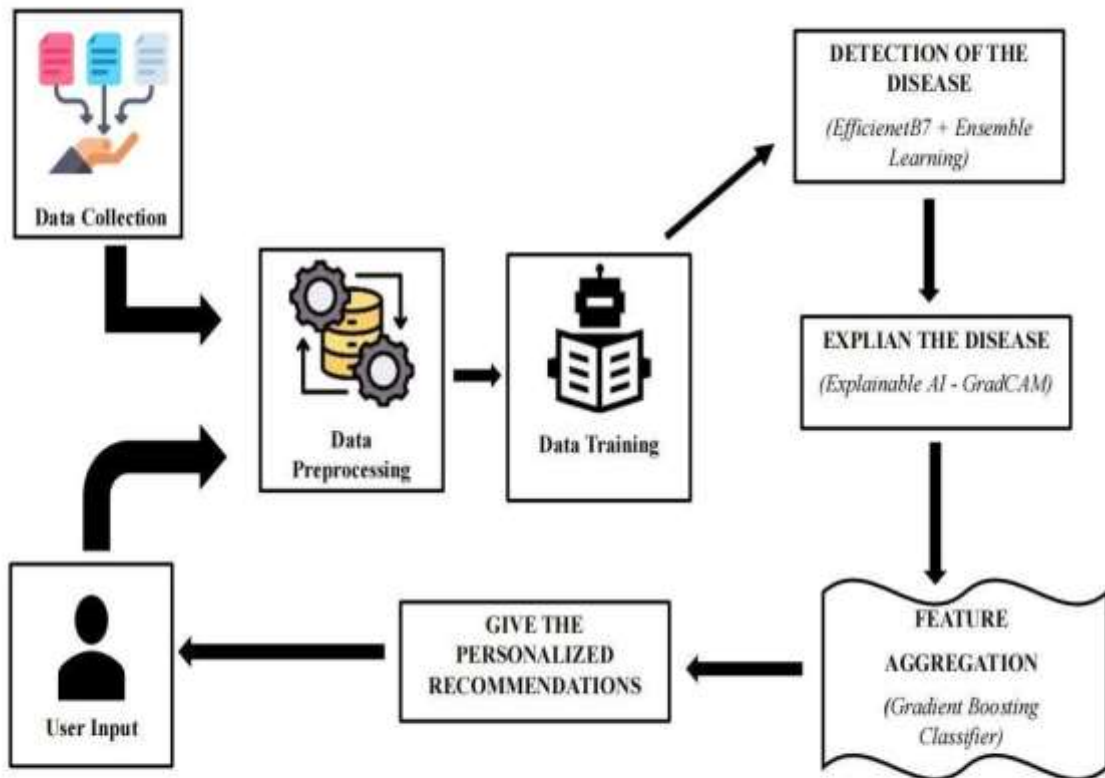 Data Collection
DETECTION OF THE
DISEASE
(EfficienetB7 + Ensemble
Learning)
Data
Preprocessing
Data Training
EXPLIAN THE DISEASE
(Explainable AI - GradCAM)
User Input
GIVE THE
PERSONALIZED
RECOMMENDATIONS
FEATURE
AGGREGATION
(Gradient Boosting
Classifier)